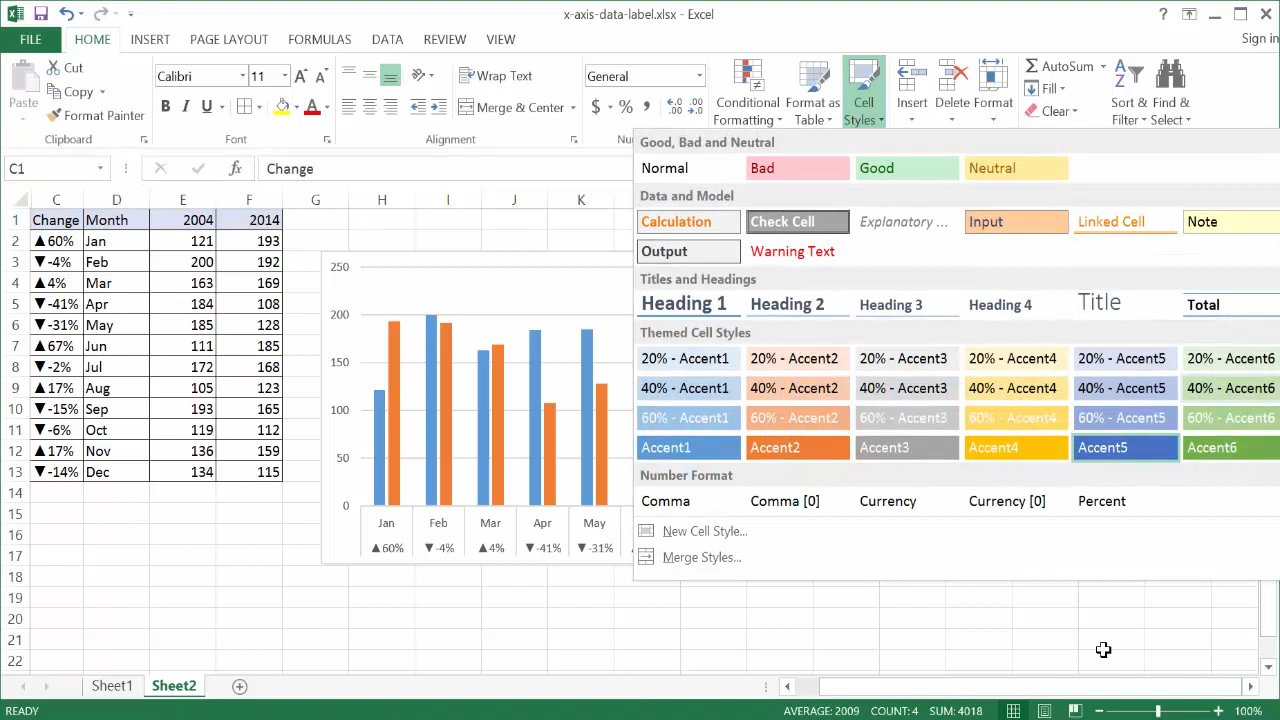 x-axis-data-label.xlsx - Excel
?
FILE HOME INSERT PAGE LAYOUT FORMULAS DATA REVIEW VIEW Sign in
Paste
Cut
Copy
Format Painter
Clipboard
Calibri 11
B I U
Font
Wrap Text
Merge & Center
Alignment
General
$ % ,
Conditional Formatting
Format as Table
Cell Styles
Insert Delete Format
AutoSum
Fill
Clear
Sort & Filter
Find & Select
C1 fx Change
C D E F G H I J K
1 Change Month 2004 2014
2 ▲60% Jan 121 193
3 ▼-4% Feb 200 192
4 ▲4% Mar 163 169
5 ▼-41% Apr 184 108
6 ▼-31% May 185 128
7 ▲67% Jun 111 185
8 ▼-2% Jul 172 168
9 ▲17% Aug 105 123
10 ▼-15% Sep 193 165
11 ▼-6% Oct 119 112
12 ▲17% Nov 136 159
13 ▼-14% Dec 134 115
14
15
16
17
18
19
20
21
22
250
200
150
100
50
0
Jan Feb Mar Apr May
▲60% ▼-4% ▲4% ▼-41% ▼-31%
Good, Bad and Neutral
Normal Bad Good Neutral
Data and Model
Calculation Check Cell Explanatory ... Input Linked Cell Note
Output Warning Text
Titles and Headings
Heading 1 Heading 2 Heading 3 Heading 4 Title Total
Themed Cell Styles
20% - Accent1 20% - Accent2 20% - Accent3 20% - Accent4 20% - Accent5 20% - Accent6
40% - Accent1 40% - Accent2 40% - Accent3 40% - Accent4 40% - Accent5 40% - Accent6
60% - Accent1 60% - Accent2 60% - Accent3 60% - Accent4 60% - Accent5 60% - Accent6
Accent1 Accent2 Accent3 Accent4 Accent5 Accent6
Number Format
Comma Comma [0] Currency Currency [0] Percent
New Cell Style...
Merge Styles...
Sheet1 Sheet2
READY AVERAGE: 2009 COUNT: 4 SUM: 4018 100%